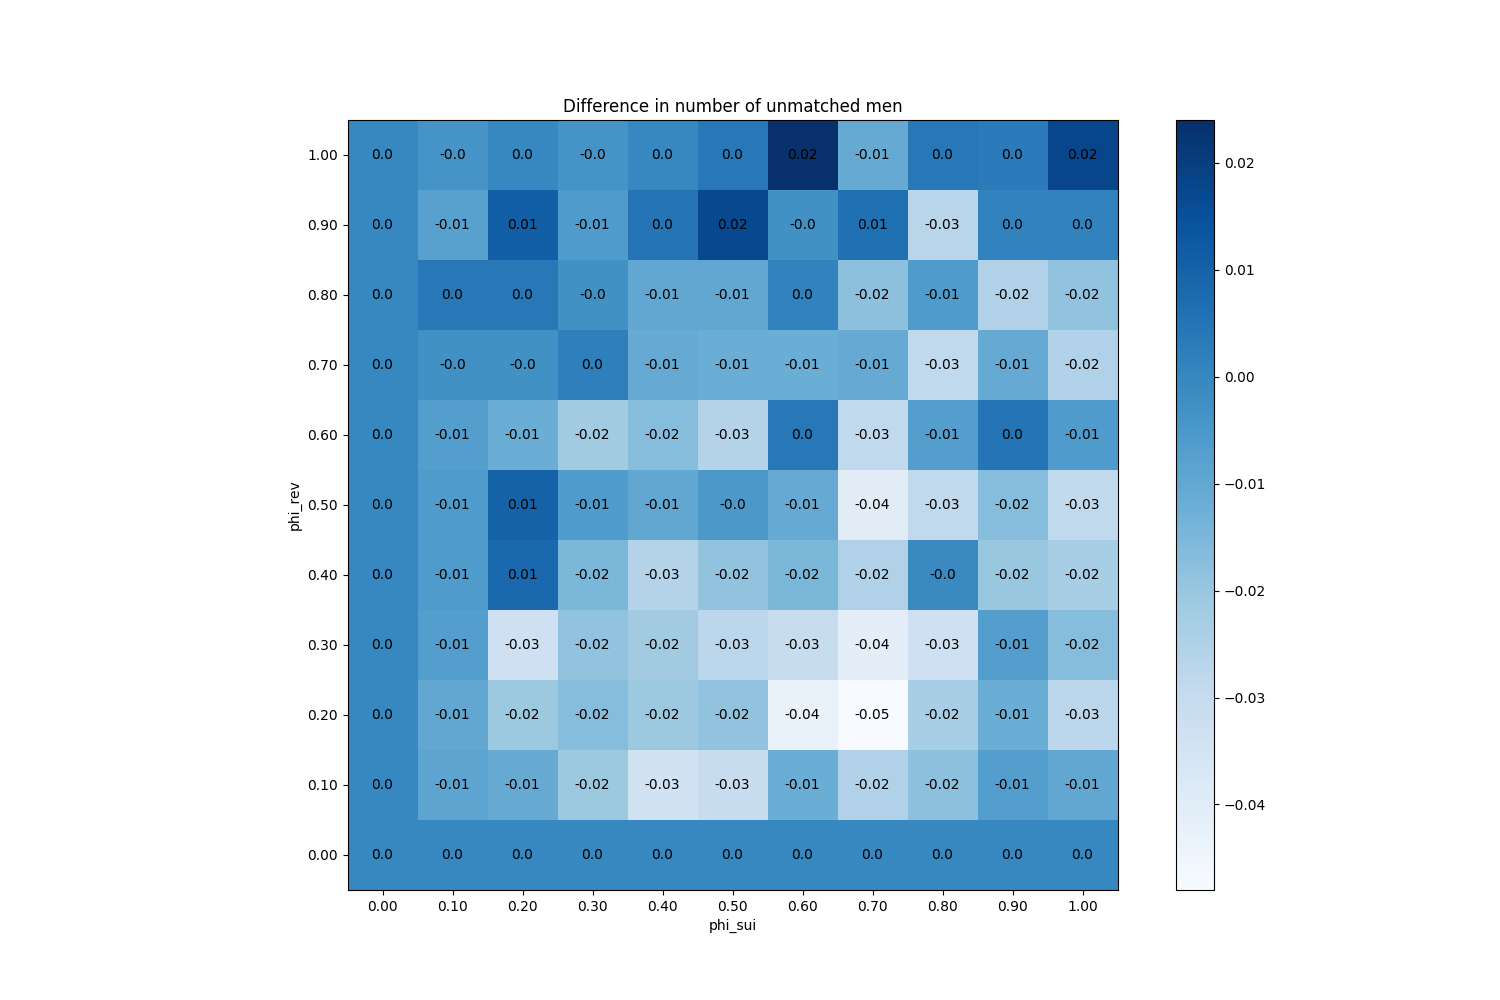 Difference in number of unmatched men
1.00 0.0 -0.0 0.0 -0.0 0.0 0.0 0.02 -0.01 0.0 0.0 0.02
0.90 0.0 -0.01 0.01 -0.01 0.0 0.02 -0.0 0.01 -0.03 0.0 0.0
0.80 0.0 0.0 0.0 -0.0 -0.01 -0.01 0.0 -0.02 -0.01 -0.02 -0.02
0.70 0.0 -0.0 -0.0 0.0 -0.01 -0.01 -0.01 -0.01 -0.03 -0.01 -0.02
0.60 0.0 -0.01 -0.01 -0.02 -0.02 -0.03 0.0 -0.03 -0.01 0.0 -0.01
0.50 0.0 -0.01 0.01 -0.01 -0.01 -0.0 -0.01 -0.04 -0.03 -0.02 -0.03
0.40 0.0 -0.01 0.01 -0.02 -0.03 -0.02 -0.02 -0.02 -0.0 -0.02 -0.02
0.30 0.0 -0.01 -0.03 -0.02 -0.02 -0.03 -0.03 -0.04 -0.03 -0.01 -0.02
0.20 0.0 -0.01 -0.02 -0.02 -0.02 -0.02 -0.04 -0.05 -0.02 -0.01 -0.03
0.10 0.0 -0.01 -0.01 -0.02 -0.03 -0.03 -0.01 -0.02 -0.02 -0.01 -0.01
0.00 0.0 0.0 0.0 0.0 0.0 0.0 0.0 0.0 0.0 0.0 0.0
0.00 0.10 0.20 0.30 0.40 0.50 0.60 0.70 0.80 0.90 1.00
phi_sui
phi_rev
0.02
0.01
0.00
−0.01
−0.02
−0.03
−0.04